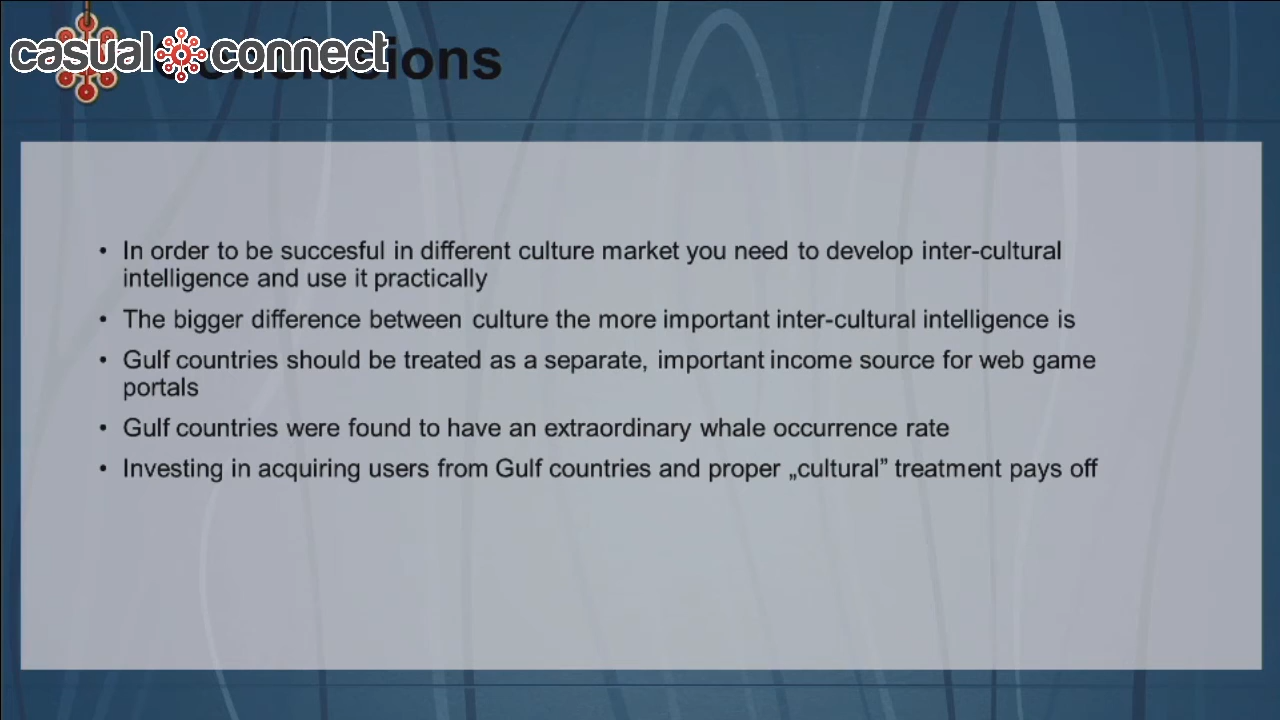 casual connect
Conclusions
• In order to be succesful in different culture market you need to develop inter-cultural
intelligence and use it practically
• The bigger difference between culture the more important inter-cultural intelligence is
• Gulf countries should be treated as a separate, important income source for web game
portals
• Gulf countries were found to have an extraordinary whale occurrence rate
• Investing in acquiring users from Gulf countries and proper „cultural” treatment pays off